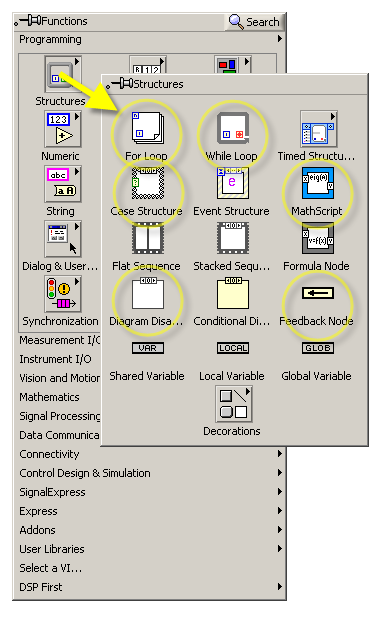 Functions
Search
Programming
Structures
Numeric
String
Dialog & User...
Synchronization
Measurement I/O
Instrument I/O
Vision and Motion
Mathematics
Signal Processing
Data Communica
Connectivity
Control Design & Simulation
SignalExpress
Express
Addons
User Libraries
Select a VI...
DSP First
Structures
For Loop
While Loop
Timed Structu...
Case Structure
Event Structure
MathScript
Flat Sequence
Stacked Sequ...
Formula Node
Diagram Disa...
Conditional Di...
Feedback Node
VAR
LOCAL
GLOB
Shared Variable
Local Variable
Global Variable
Decorations